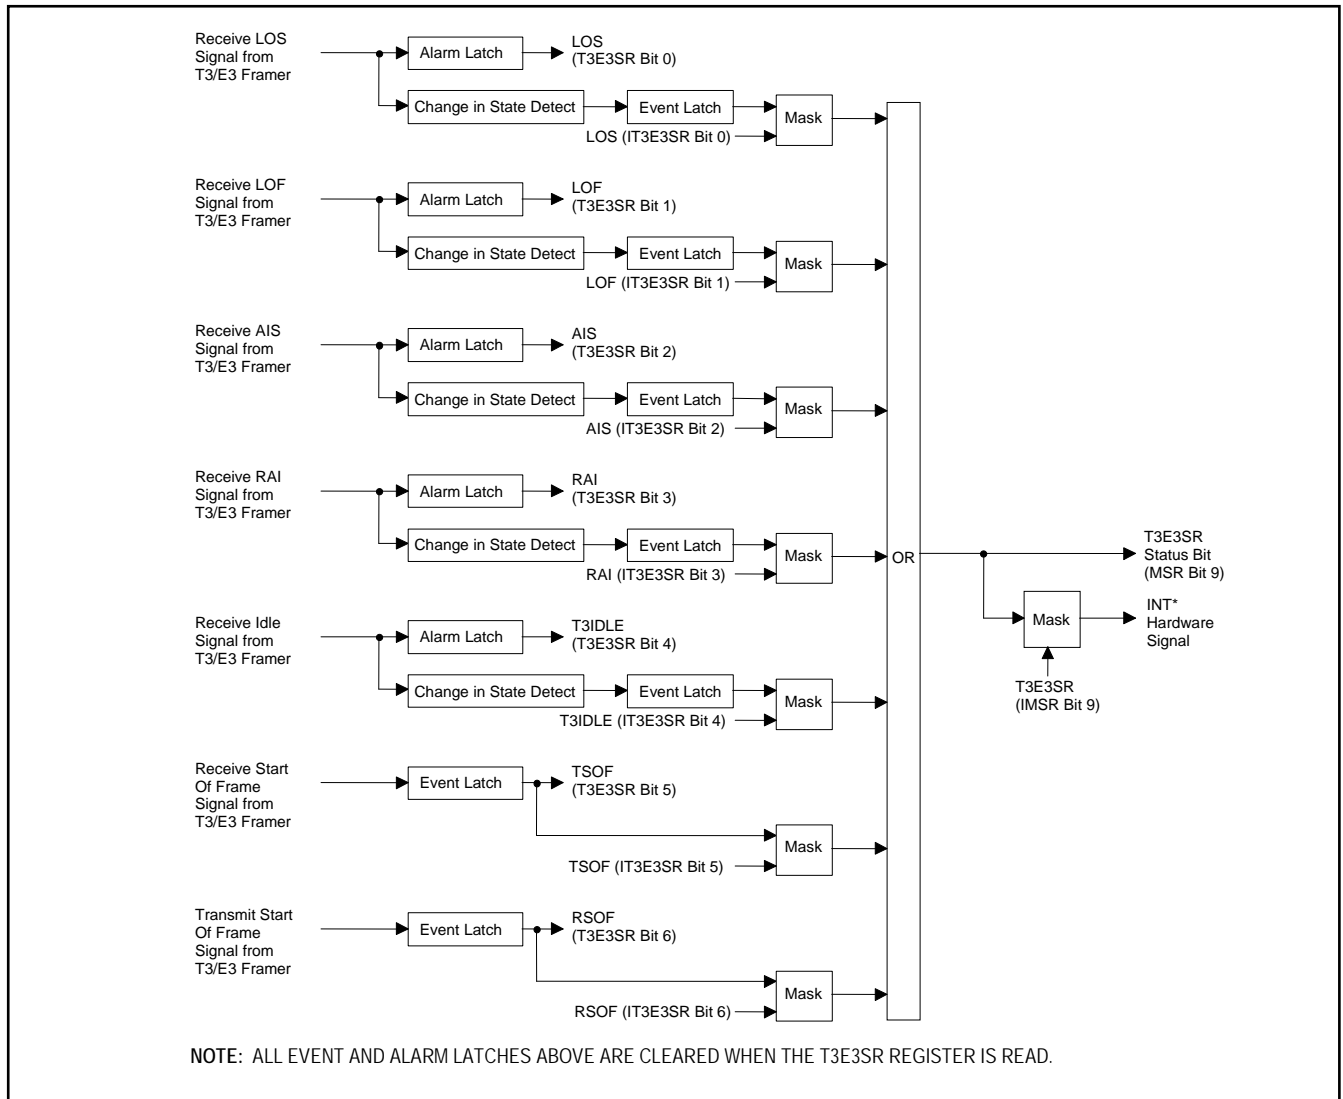 Receive LOS
Signal from
T3/E3 Framer
Alarm Latch
LOS
(T3E3SR Bit 0)
Change in State Detect
Event Latch
Mask
LOS (IT3E3SR Bit 0)
Receive LOF
Signal from
T3/E3 Framer
Alarm Latch
LOF
(T3E3SR Bit 1)
Change in State Detect
Event Latch
Mask
LOF (IT3E3SR Bit 1)
Receive AIS
Signal from
T3/E3 Framer
Alarm Latch
AIS
(T3E3SR Bit 2)
Change in State Detect
Event Latch
Mask
AIS (IT3E3SR Bit 2)
Receive RAI
Signal from
T3/E3 Framer
Alarm Latch
RAI
(T3E3SR Bit 3)
Change in State Detect
Event Latch
Mask
RAI (IT3E3SR Bit 3)
OR
T3E3SR
Status Bit
(MSR Bit 9)
Mask
INT*
Hardware
Signal
T3E3SR
(IMSR Bit 9)
Receive Idle
Signal from
T3/E3 Framer
Alarm Latch
T3IDLE
(T3E3SR Bit 4)
Change in State Detect
Event Latch
Mask
T3IDLE (IT3E3SR Bit 4)
Receive Start
Of Frame
Signal from
T3/E3 Framer
Event Latch
TSOF
(T3E3SR Bit 5)
Mask
TSOF (IT3E3SR Bit 5)
Transmit Start
Of Frame
Signal from
T3/E3 Framer
Event Latch
RSOF
(T3E3SR Bit 6)
Mask
RSOF (IT3E3SR Bit 6)
NOTE: ALL EVENT AND ALARM LATCHES ABOVE ARE CLEARED WHEN THE T3E3SR REGISTER IS READ.